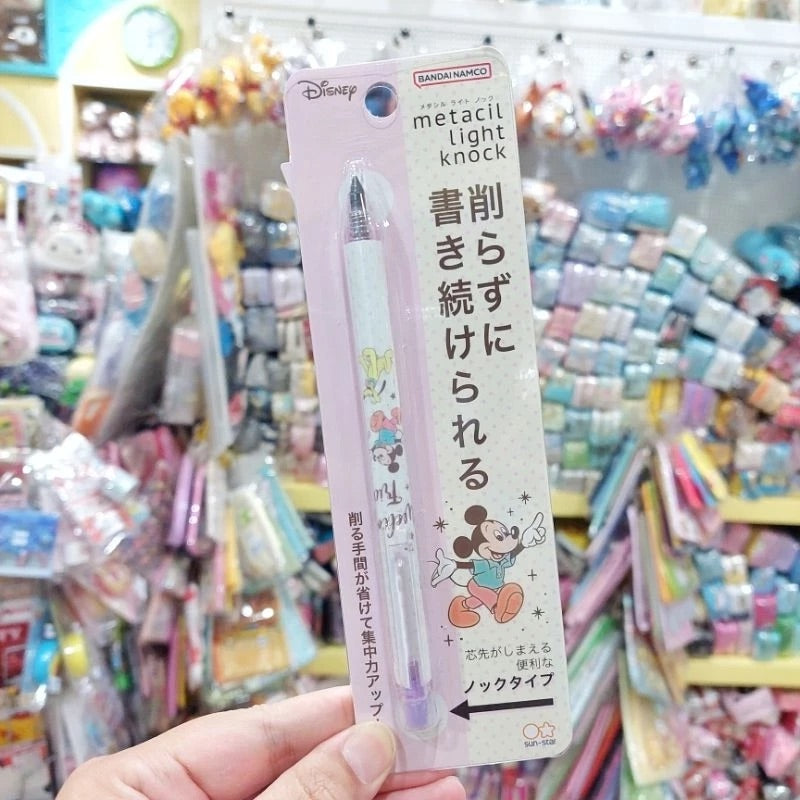 Disney
BANDAI NAMCO
メタシル ライト ノック
metacil
light
knock
削らずに
書き続けられる
削る手間が省けて集中力アップ
芯先がしまえる
便利な
ノックタイプ
sun-star